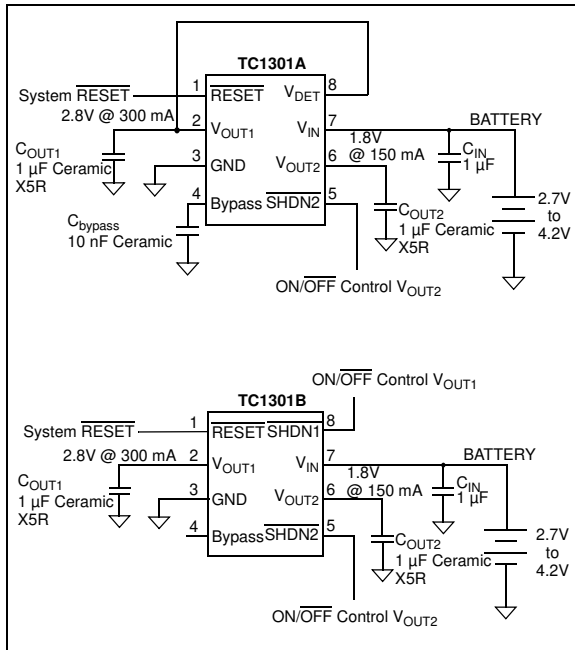 TC1301A
System RESET
1
RESET
VDET
8
2.8V @ 300 mA
2
VOUT1
VIN
7
BATTERY
COUT1
1 µF Ceramic
X5R
3
GND
VOUT2
6
1.8V
@ 150 mA
CIN
1 µF
4
Bypass
SHDN2
5
Cbypass
10 nF Ceramic
COUT2
1 µF Ceramic
X5R
2.7V
to
4.2V
ON/OFF Control VOUT2
ON/OFF Control VOUT1
TC1301B
System RESET
1
RESET
SHDN1
8
2.8V @ 300 mA
2
VOUT1
VIN
7
BATTERY
COUT1
1 µF Ceramic
X5R
3
GND
VOUT2
6
1.8V
@ 150 mA
CIN
1 µF
4
Bypass
SHDN2
5
COUT2
1 µF Ceramic
X5R
2.7V
to
4.2V
ON/OFF Control VOUT2